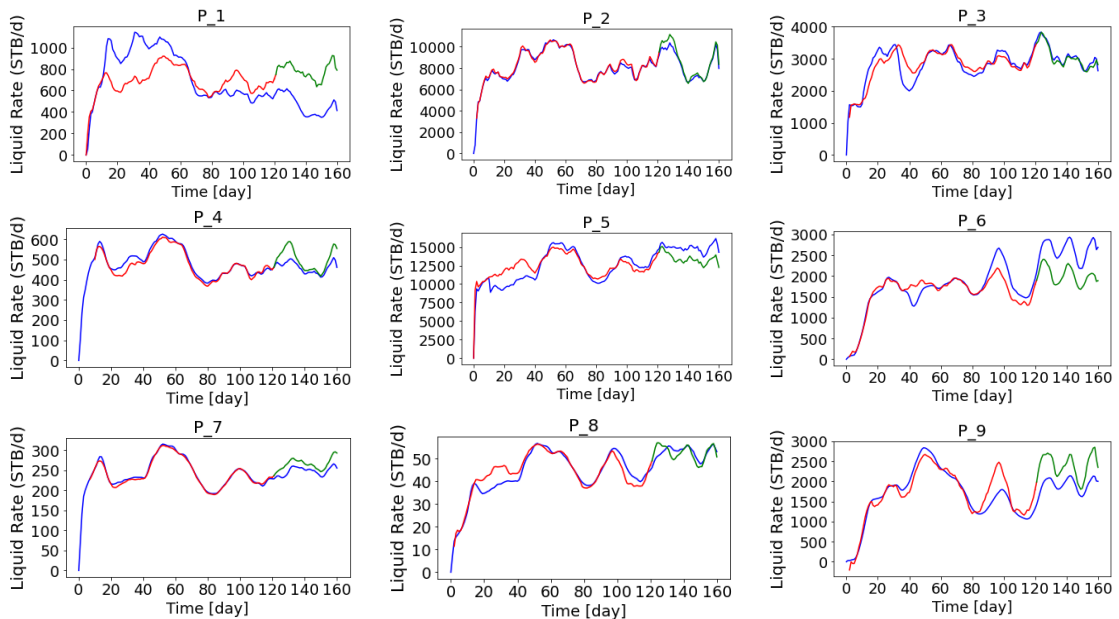 P_1
Liquid Rate (STB/d)
1000
800
600
400
200
0
0 20 40 60 80 100 120 140 160
Time [day]
P_2
Liquid Rate (STB/d)
10000
8000
6000
4000
2000
0
0 20 40 60 80 100 120 140 160
Time [day]
P_3
Liquid Rate (STB/d)
4000
3000
2000
1000
0
0 20 40 60 80 100 120 140 160
Time [day]
P_4
Liquid Rate (STB/d)
600
500
400
300
200
100
0
0 20 40 60 80 100 120 140 160
Time [day]
P_5
Liquid Rate (STB/d)
15000
12500
10000
7500
5000
2500
0
0 20 40 60 80 100 120 140 160
Time [day]
P_6
Liquid Rate (STB/d)
3000
2500
2000
1500
1000
500
0
0 20 40 60 80 100 120 140 160
Time [day]
P_7
Liquid Rate (STB/d)
300
250
200
150
100
50
0
0 20 40 60 80 100 120 140 160
Time [day]
P_8
Liquid Rate (STB/d)
50
40
30
20
10
0
0 20 40 60 80 100 120 140 160
Time [day]
P_9
Liquid Rate (STB/d)
3000
2500
2000
1500
1000
500
0
0 20 40 60 80 100 120 140 160
Time [day]